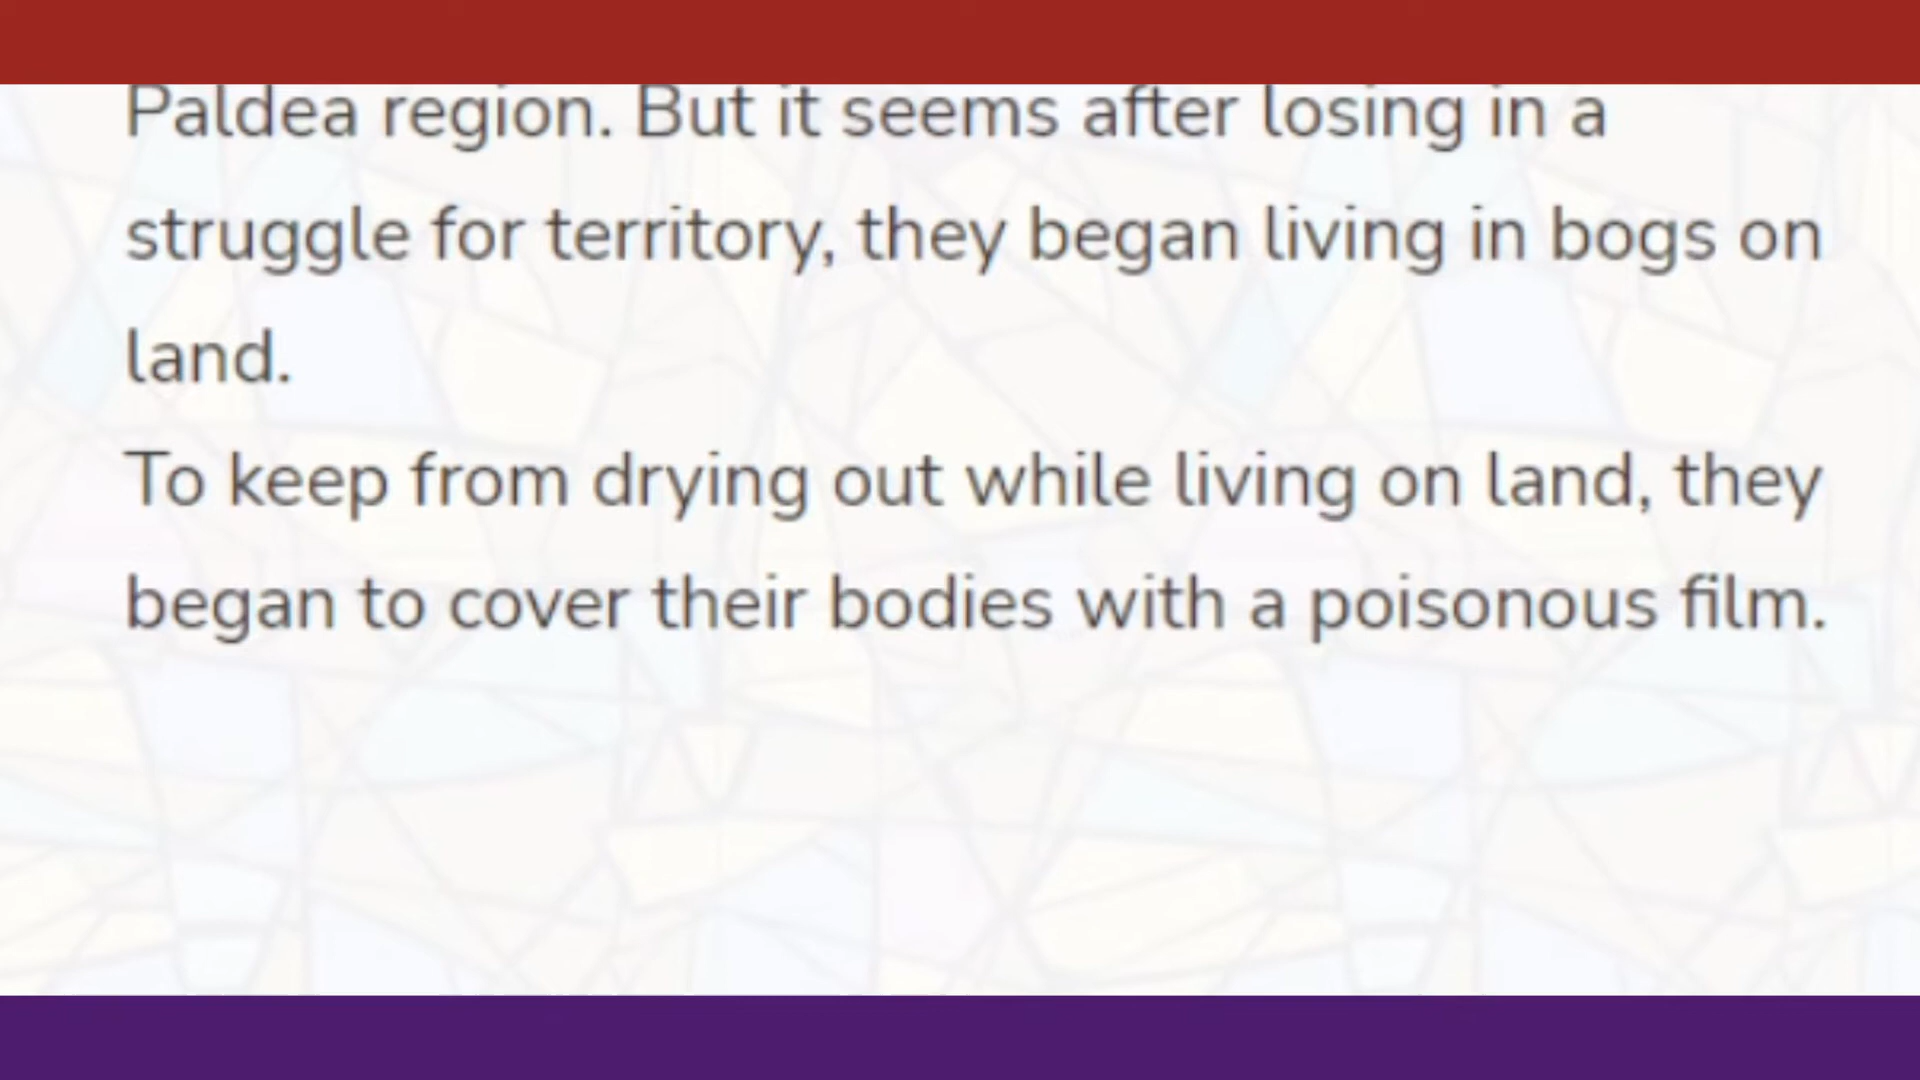 Paldea region. But it seems after losing in a
struggle for territory, they began living in bogs on
land.
To keep from drying out while living on land, they
began to cover their bodies with a poisonous film.